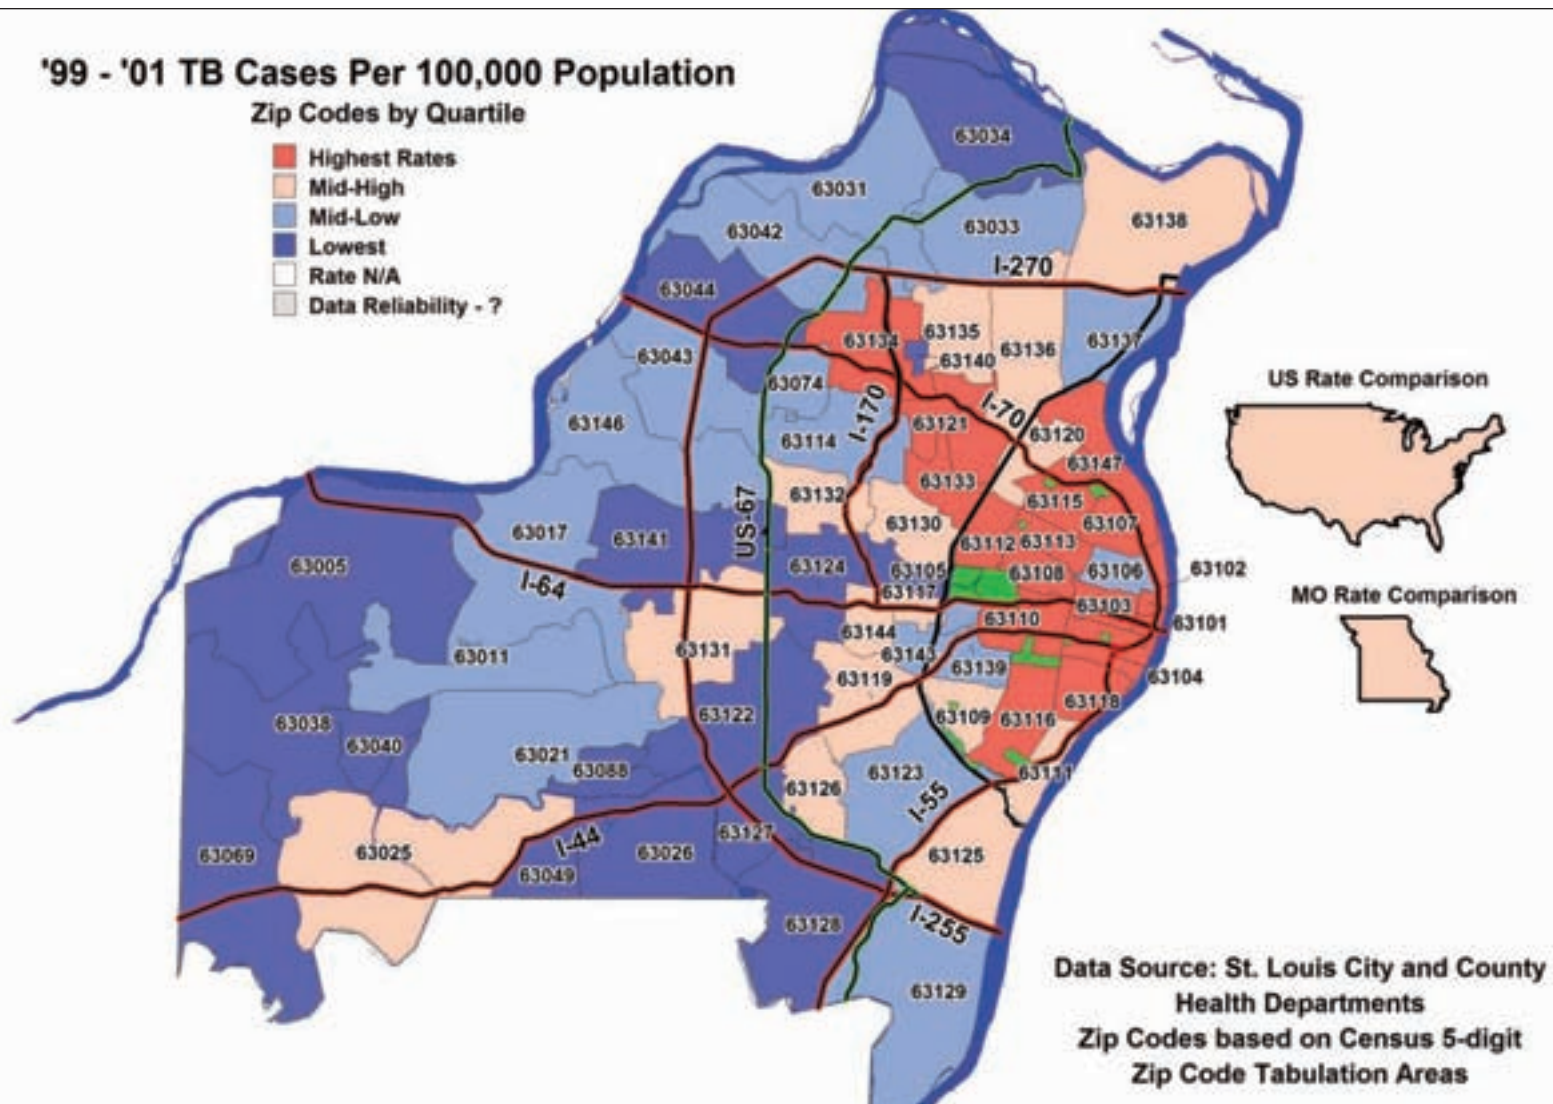 '99 - '01 TB Cases Per 100,000 Population
Zip Codes by Quartile
Highest Rates
Mid-High
Mid-Low
Lowest
Rate N/A
Data Reliability - ?
63034
63031
63138
63033
63042
I-270
63044
63135
63134
63137
63136
63043
63140
US Rate Comparison
63074
I-70
I-170
63146
63121
63120
63114
63147
63133
63132
63115
US-67
63130
63107
63017
63141
63112
63113
63005
63124
63105
63108
63106
63102
I-64
63117
MO Rate Comparison
63103
63110
63101
63144
63131
63143
63011
63139
63119
63104
63118
63122
63109
63116
63038
63040
63021
63088
63123
63111
63126
I-55
63127
I-44
63069
63025
63026
63125
63049
63128
I-255
63129
Data Source: St. Louis City and County
Health Departments
Zip Codes based on Census 5-digit
Zip Code Tabulation Areas